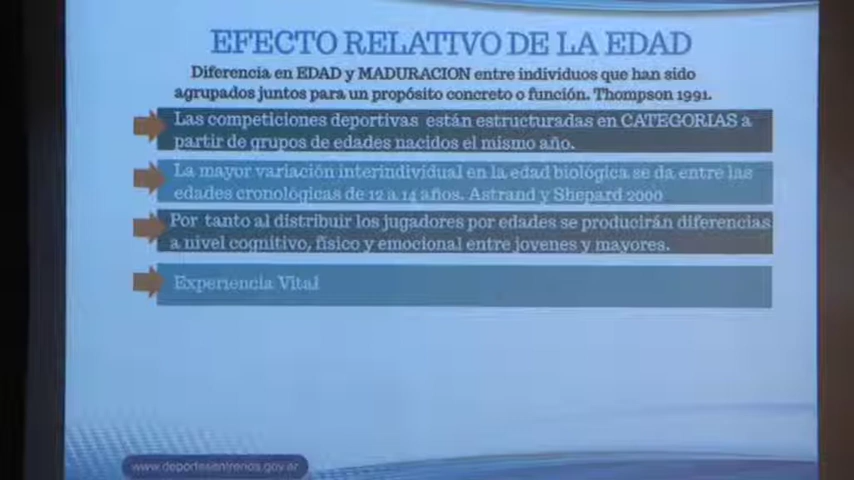 EFECTO RELATIVO DE LA EDAD
Diferencia en EDAD y MADURACION entre individuos que han sido
agrupados juntos para un propósito concreto o función. Thompson 1991.
Las competiciones deportivas están estructuradas en CATEGORIAS a
partir de grupos de edades nacidos el mismo año.
La mayor variación interindividual en la edad biológica se da entre las
edades cronológicas de 12 a 14 años. Astrand y Shepard 2000
Por tanto al distribuir los jugadores por edades se producirán diferencias
a nivel cognitivo, físico y emocional entre jovenes y mayores.
Experiencia Vital
www.deportesentrerios.gov.ar